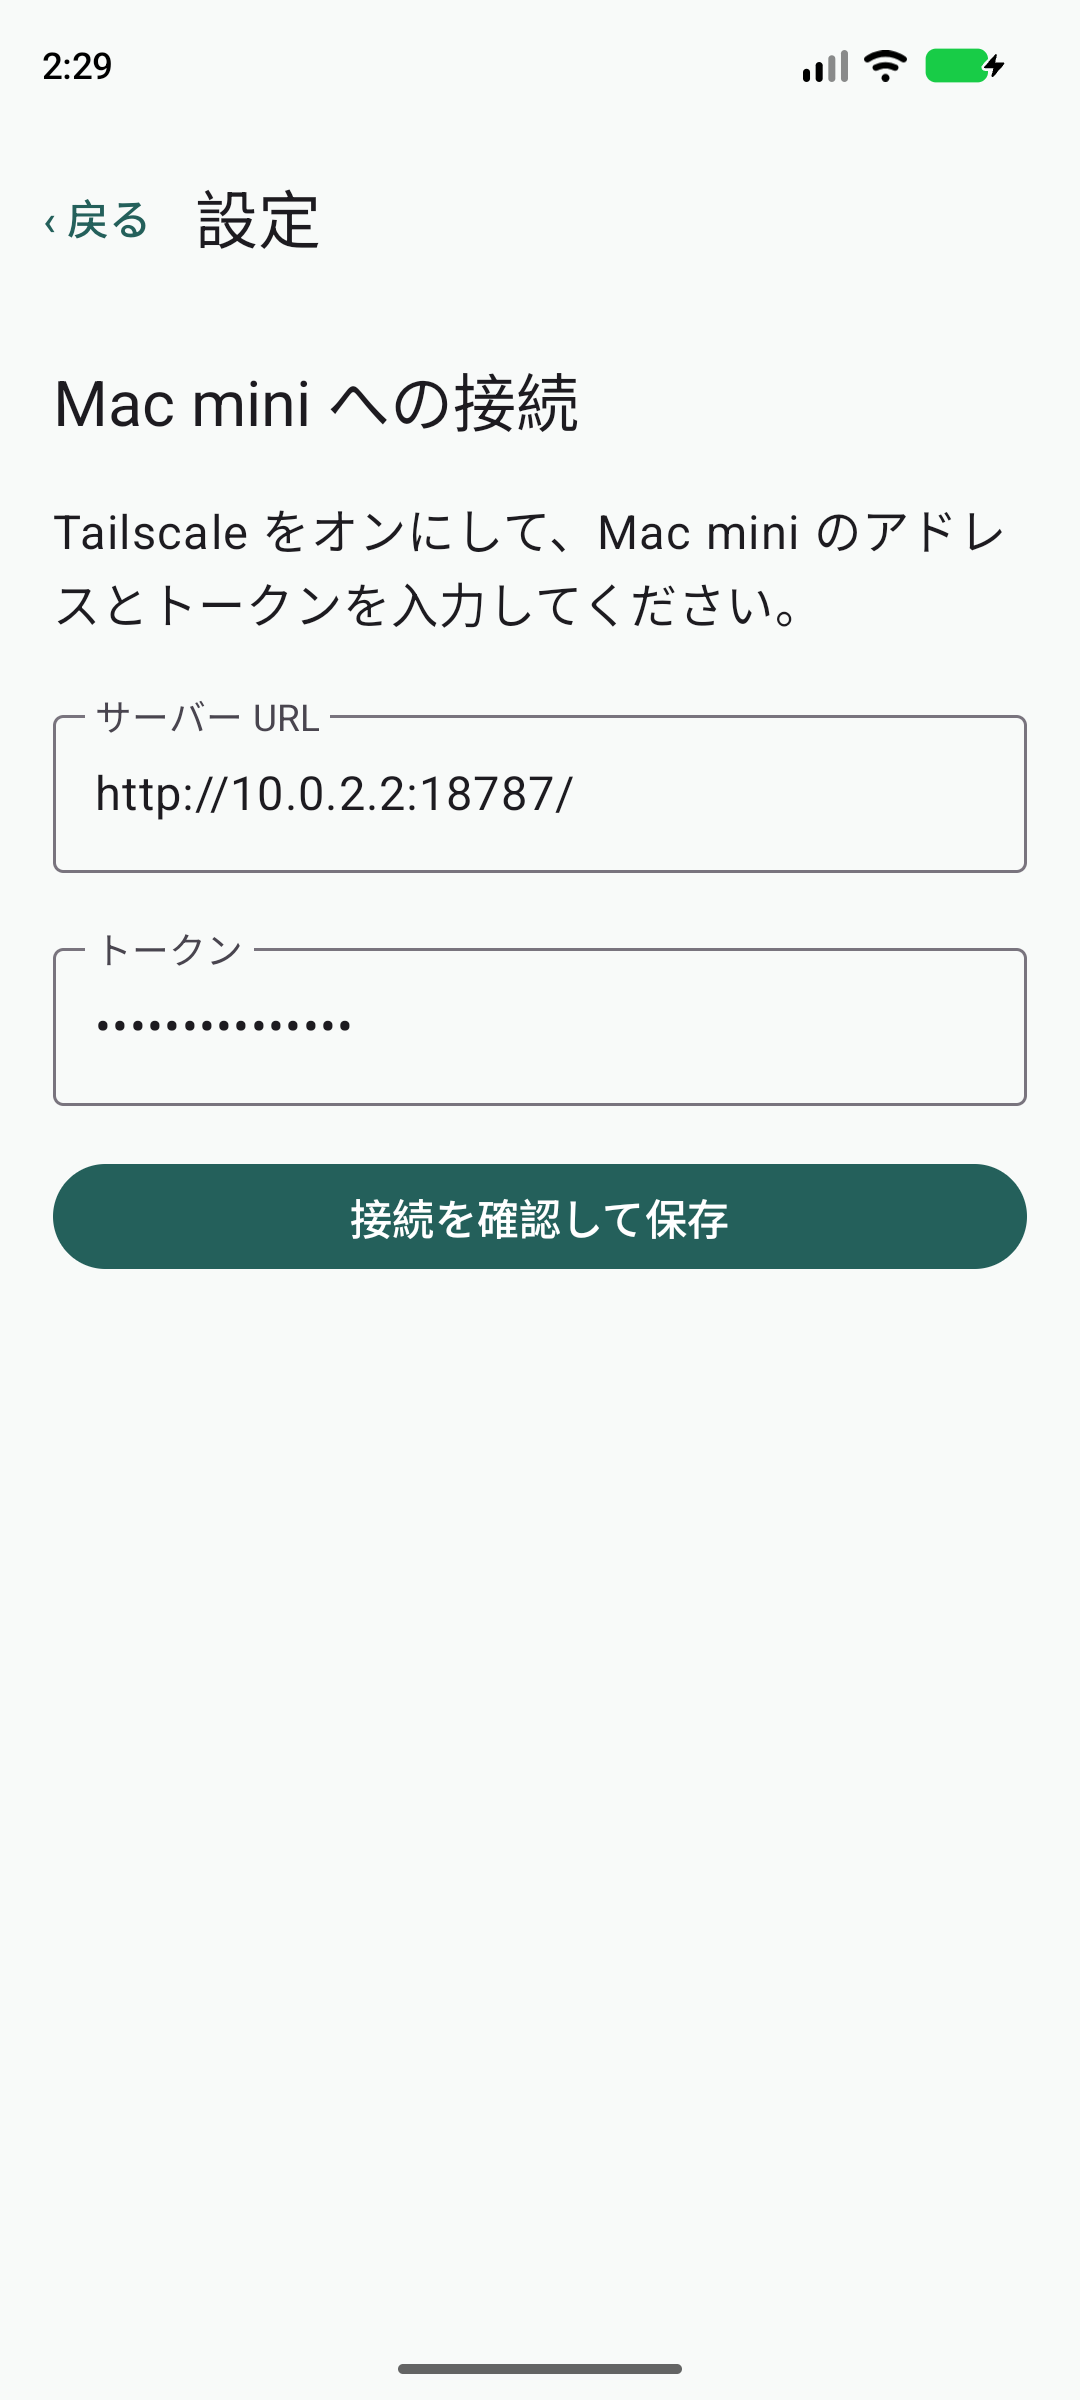 2:29
‹ 戻る 設定
Mac mini への接続
Tailscale をオンにして、Mac mini のアドレ
スとトークンを入力してください。
サーバー URL
http://10.0.2.2:18787/
トークン
•••••••••••••••
接続を確認して保存